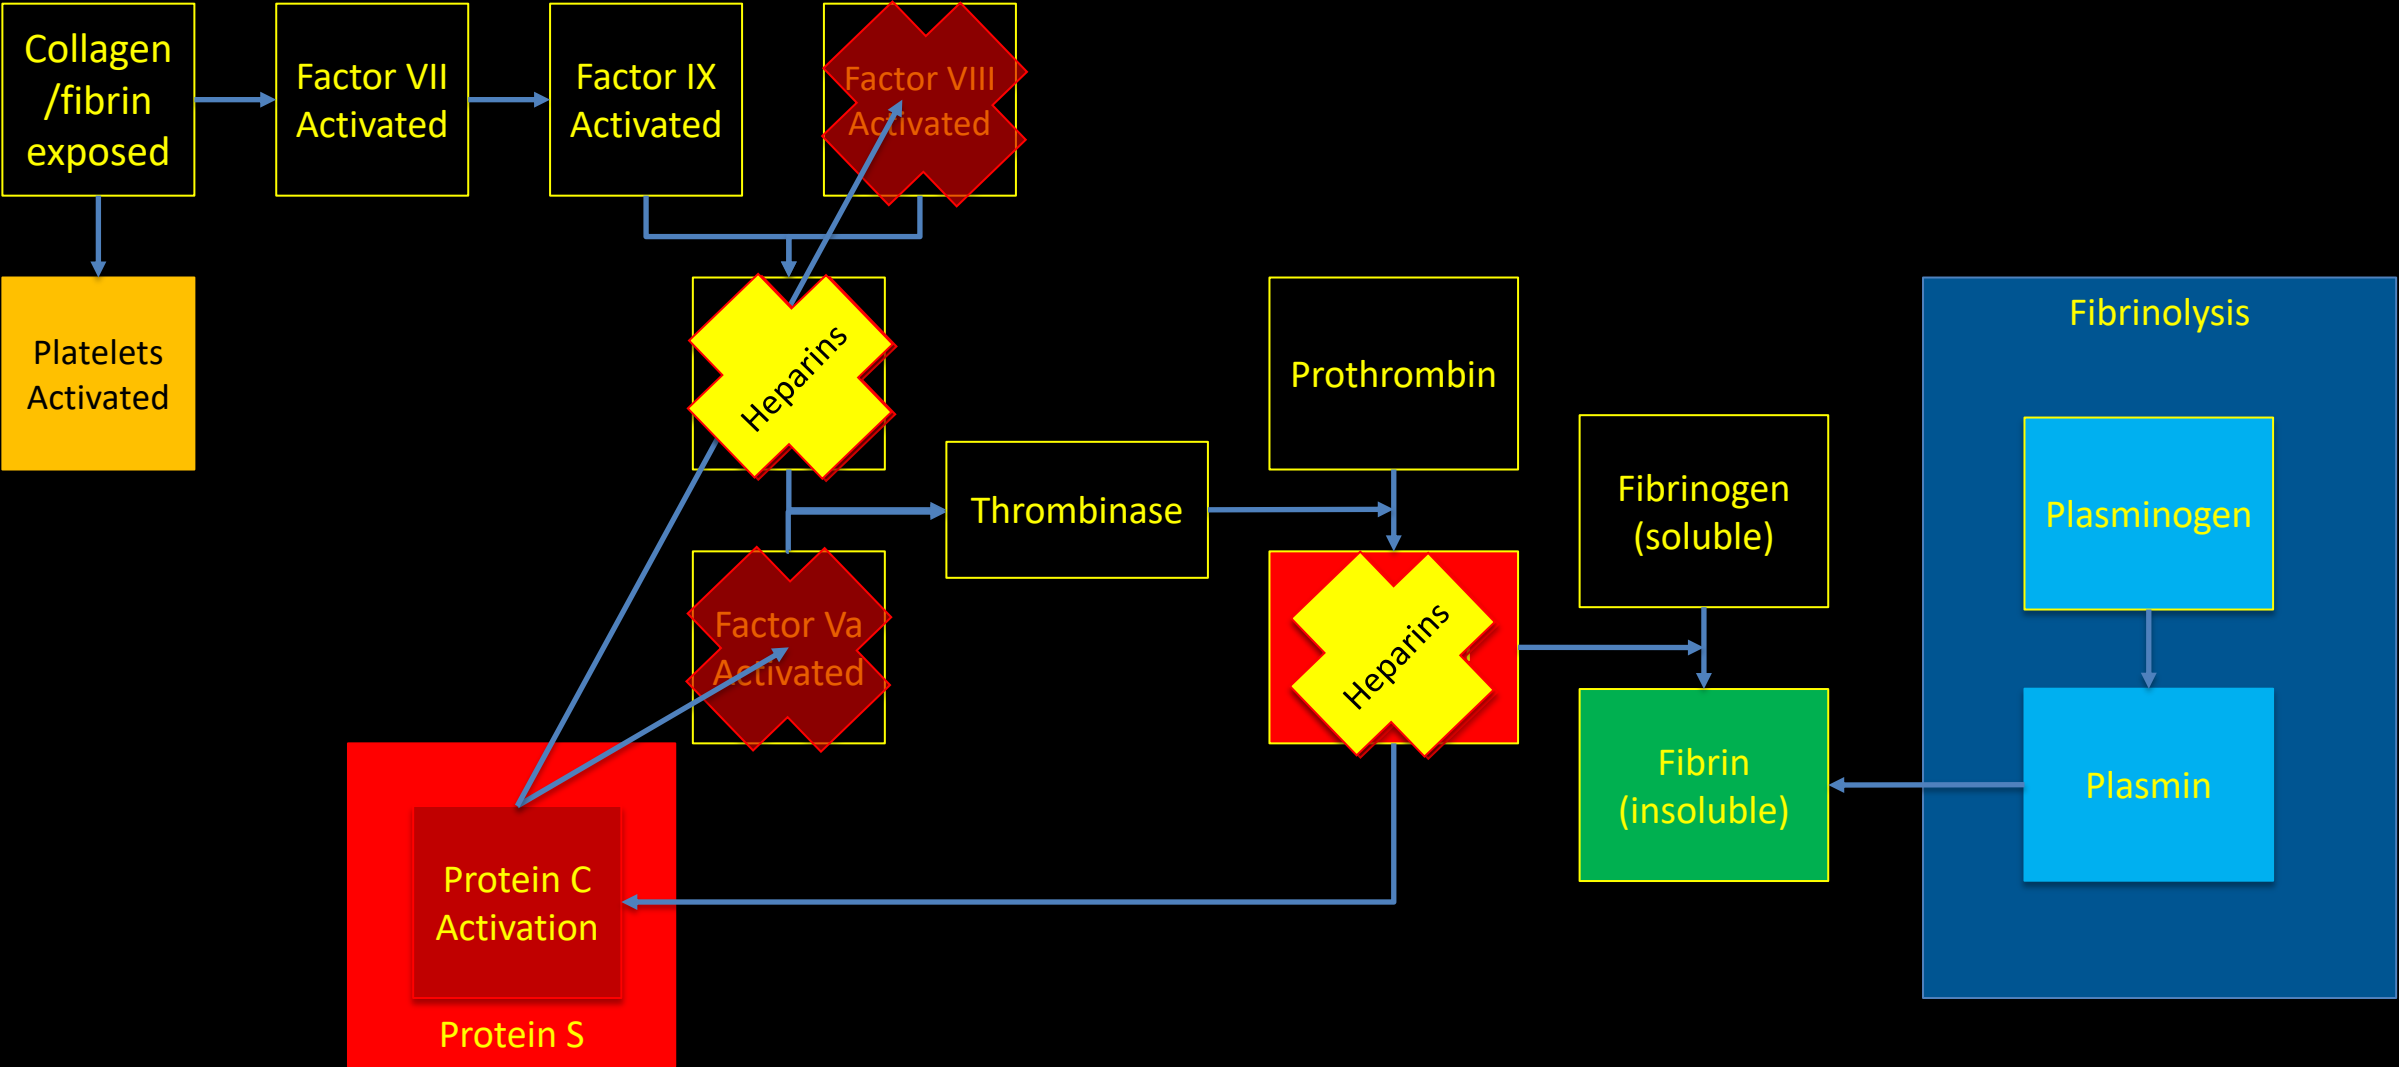 Collagen
/fibrin
exposed
Factor VII
Activated
Factor IX
Activated
Factor VIII
Activated
Platelets
Activated
Heparins
Prothrombin
Fibrinolysis
Thrombinase
Fibrinogen
(soluble)
Plasminogen
Factor Va
Activated
Heparins
Fibrin
(insoluble)
Plasmin
Protein C
Activation
Protein S